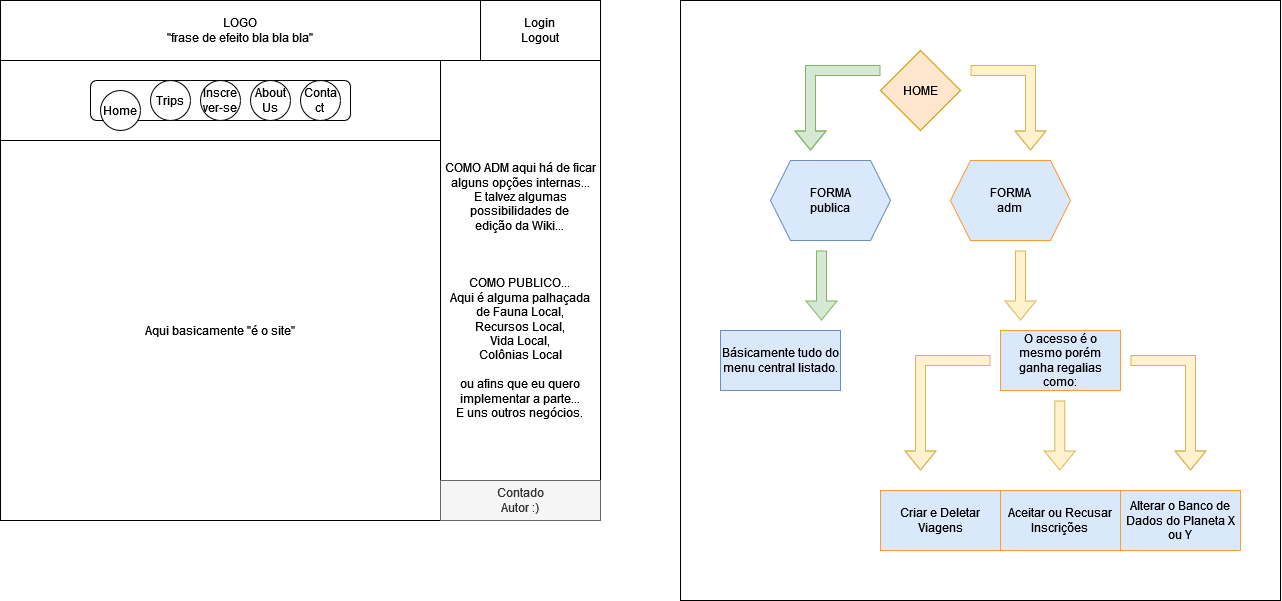 LOGO
"frase de efeito bla bla bla"
Login
Logout
Home
Trips
Inscre
ver-se
About
Us
Conta
ct
COMO ADM aqui há de ficar
alguns opções internas...
E talvez algumas
possibilidades de
edição da Wiki...
COMO PUBLICO...
Aqui é alguma palhaçada
de Fauna Local,
Recursos Local,
Vida Local,
Colônias Local
ou afins que eu quero
implementar a parte...
E uns outros negócios.
Aqui basicamente "é o site"
Contado
Autor :)
HOME
FORMA
publica
FORMA
adm
Básicamente tudo do
menu central listado.
O acesso é o
mesmo porém
ganha regalias
como:
Criar e Deletar
Viagens
Aceitar ou Recusar
Inscrições
Alterar o Banco de
Dados do Planeta X
ou Y